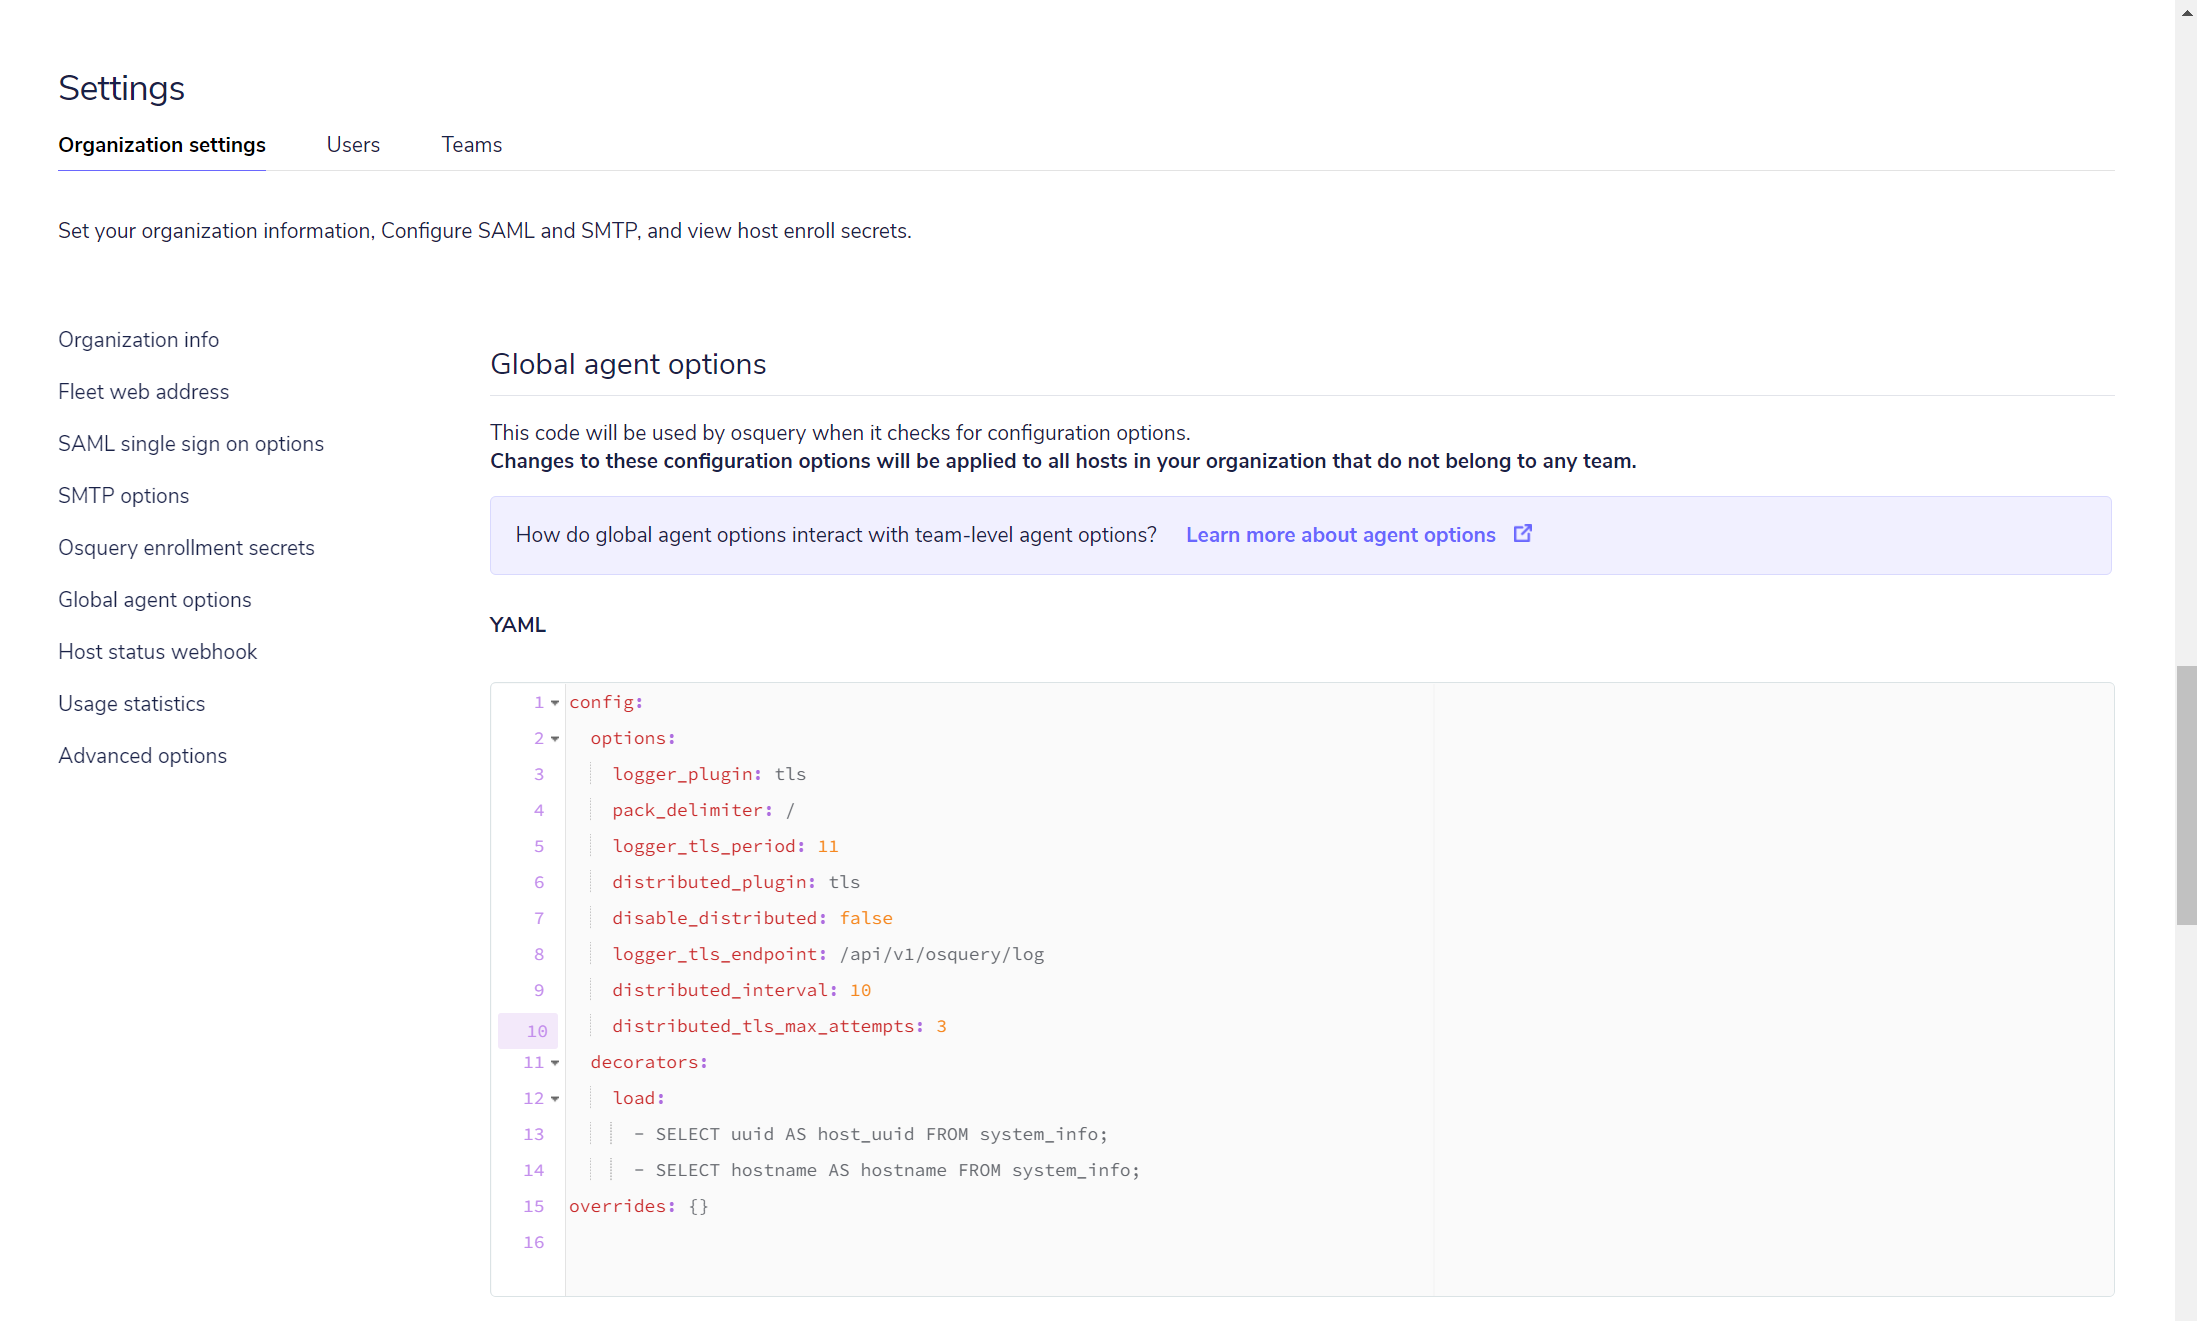 Settings
Organization settings Users Teams
Set your organization information, Configure SAML and SMTP, and view host enroll secrets.
Organization info
Fleet web address
SAML single sign on options
SMTP options
Osquery enrollment secrets
Global agent options
Host status webhook
Usage statistics
Advanced options
Global agent options
This code will be used by osquery when it checks for configuration options.
Changes to these configuration options will be applied to all hosts in your organization that do not belong to any team.
How do global agent options interact with team-level agent options? Learn more about agent options
YAML
1 config:
2   options:
3     logger_plugin: tls
4     pack_delimiter: /
5     logger_tls_period: 11
6     distributed_plugin: tls
7     disable_distributed: false
8     logger_tls_endpoint: /api/v1/osquery/log
9     distributed_interval: 10
10     distributed_tls_max_attempts: 3
11   decorators:
12     load:
13       - SELECT uuid AS host_uuid FROM system_info;
14       - SELECT hostname AS hostname FROM system_info;
15 overrides: {}
16